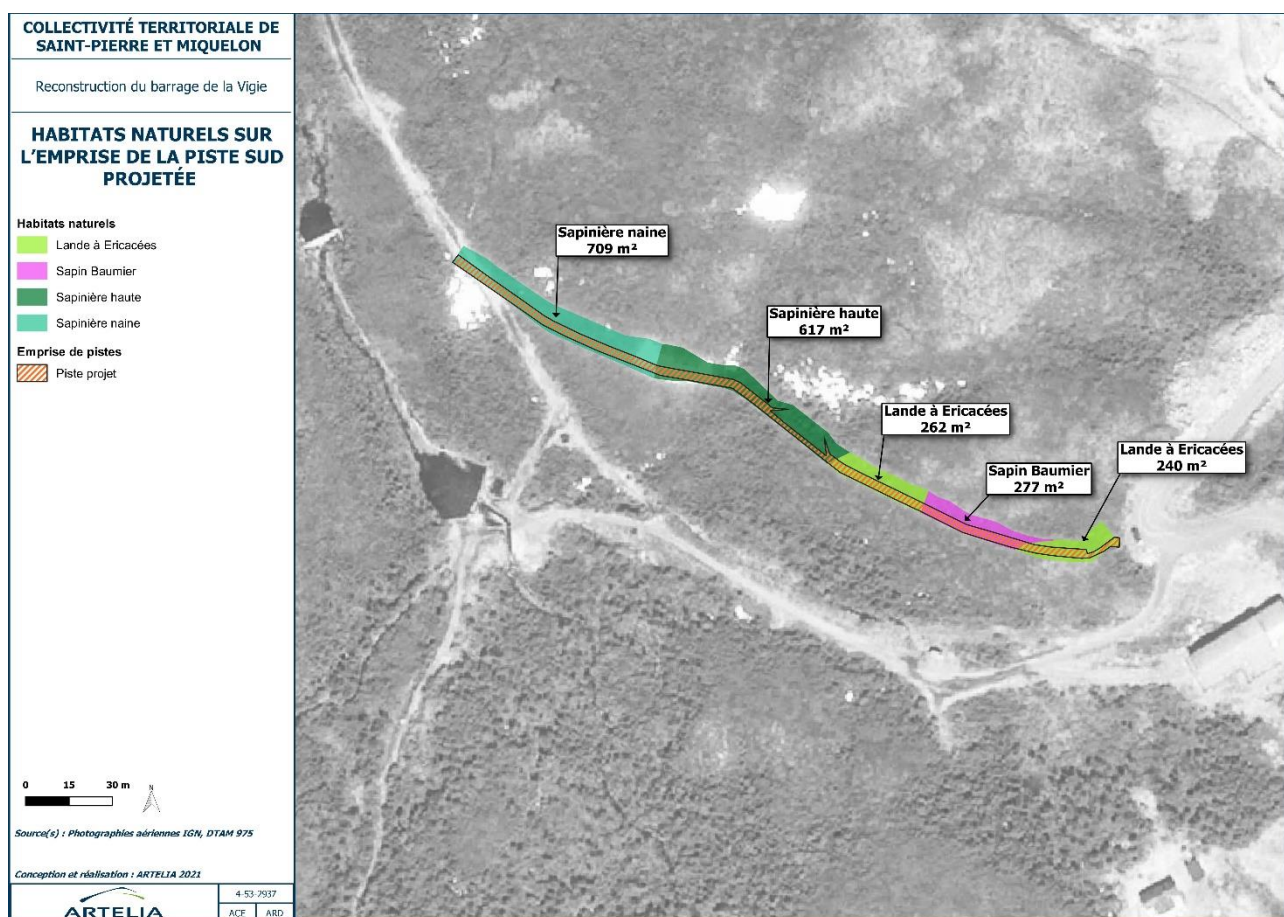 COLLECTIVITÉ TERRITORIALE DE
SAINT-PIERRE ET MIQUELON
Reconstruction du barrage de la Vigie
HABITATS NATURELS SUR
L'EMPRISE DE LA PISTE SUD
PROJETÉE
Habitats naturels
Lande à Ericacées
Sapin Baumier
Sapinière haute
Sapinière naine
Emprise de pistes
Piste projet
0 15 30 m
N
Source(s) : Photographies aériennes IGN, DTAM 975
Conception et réalisation : ARTELIA 2021
ARTELIA
4-53-2937
ACF ARD
Sapinière naine
709 m²
Sapinière haute
617 m²
Lande à Ericacées
262 m²
Sapin Baumier
277 m²
Lande à Ericacées
240 m²